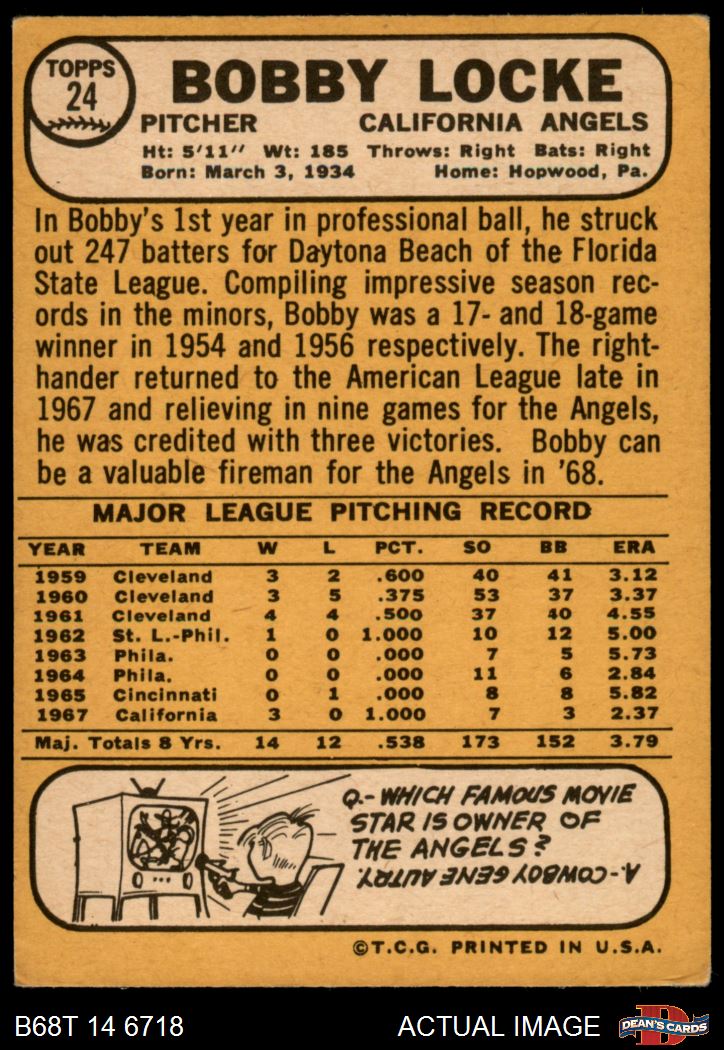 TOPPS
24
BOBBY LOCKE
PITCHER CALIFORNIA ANGELS
Ht: 5'11" Wt: 185 Throws: Right Bats: Right
Born: March 3, 1934 Home: Hopwood, Pa.
In Bobby's 1st year in professional ball, he struck
out 247 batters for Daytona Beach of the Florida
State League. Compiling impressive season rec-
ords in the minors, Bobby was a 17- and 18-game
winner in 1954 and 1956 respectively. The right-
hander returned to the American League late in
1967 and relieving in nine games for the Angels,
he was credited with three victories. Bobby can
be a valuable fireman for the Angels in '68.
MAJOR LEAGUE PITCHING RECORD
YEAR TEAM W L PCT. SO BB ERA
1959 Cleveland 3 2 .600 40 41 3.12
1960 Cleveland 3 5 .375 53 37 3.37
1961 Cleveland 4 4 .500 37 40 4.55
1962 St. L.-Phil. 1 0 1.000 10 12 5.00
1963 Phila. 0 0 .000 7 5 5.73
1964 Phila. 0 0 .000 11 6 2.84
1965 Cincinnati 0 1 .000 8 8 5.82
1967 California 3 0 1.000 7 3 2.37
Maj. Totals 8 Yrs. 14 12 .538 173 152 3.79
Q.- WHICH FAMOUS MOVIE
STAR IS OWNER OF
THE ANGELS?
A.- COWBOY GENE AUTRY.
©T.C.G. PRINTED IN U.S.A.
B68T 14 6718 ACTUAL IMAGE
D
DEAN'S CARDS